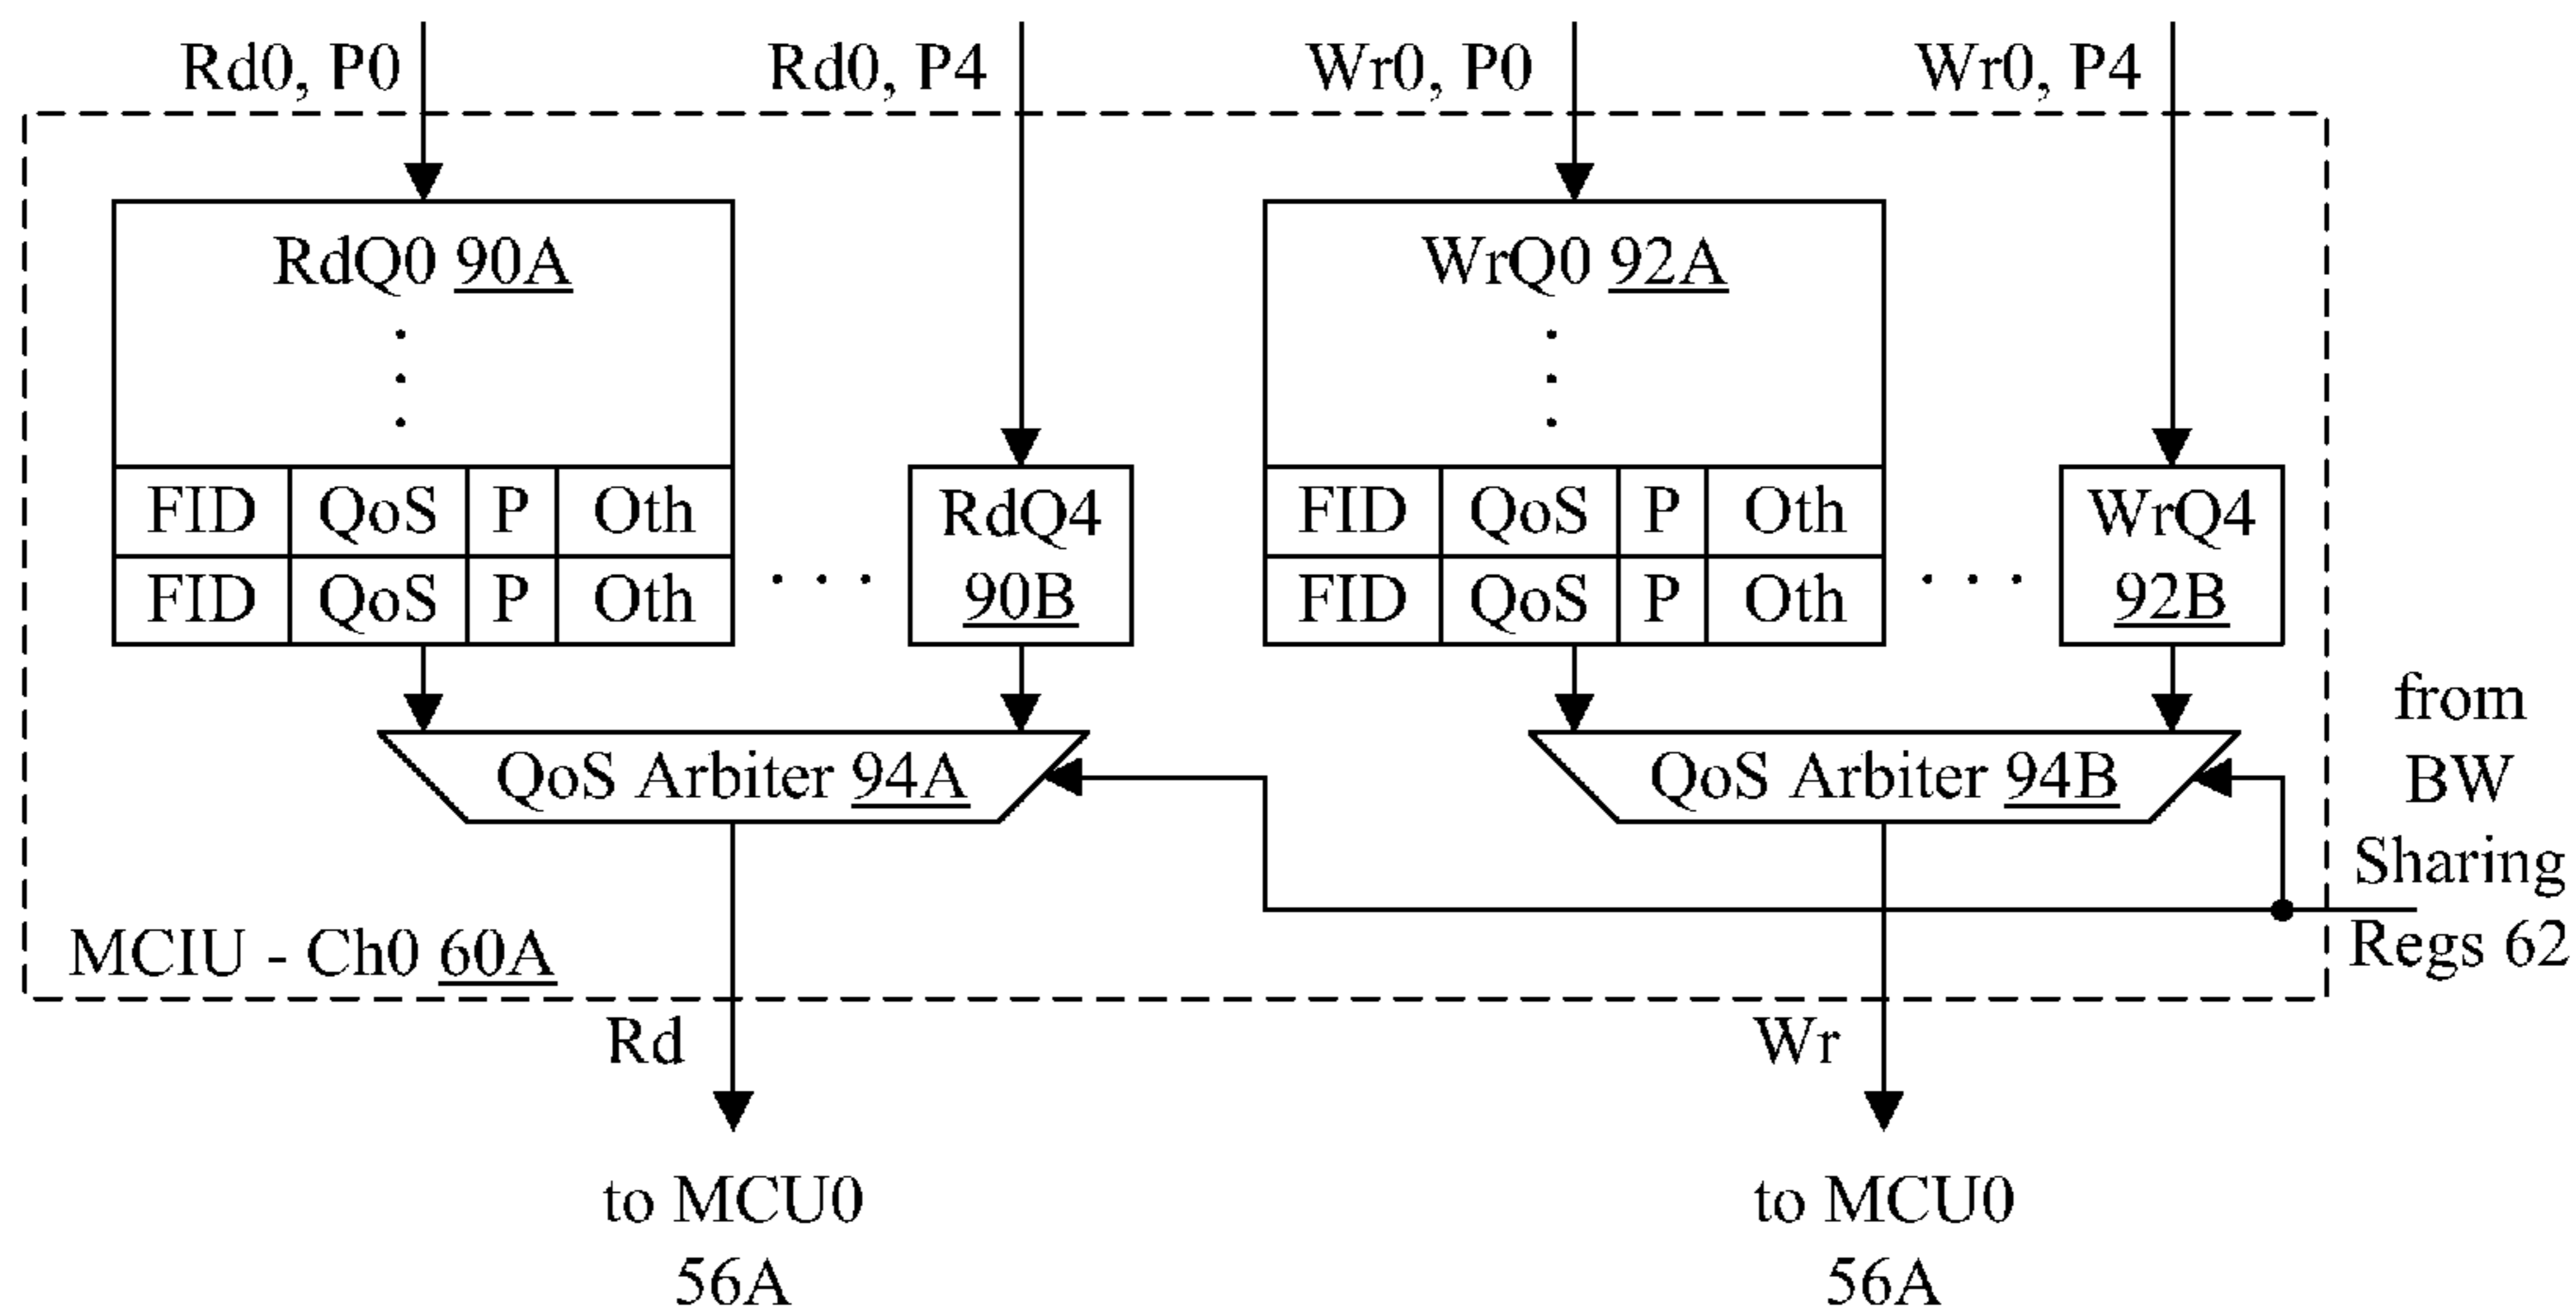 Rd0, P0
Rd0, P4
Wr0, P0
Wr0, P4
RdQ0 90A
WrQ0 92A
FID QoS P Oth
FID QoS P Oth
RdQ4
90B
FID QoS P Oth
FID QoS P Oth
WrQ4
92B
QoS Arbiter 94A
QoS Arbiter 94B
from
BW
Sharing
Regs 62
MCIU - Ch0 60A
Rd
Wr
to MCU0
56A
to MCU0
56A